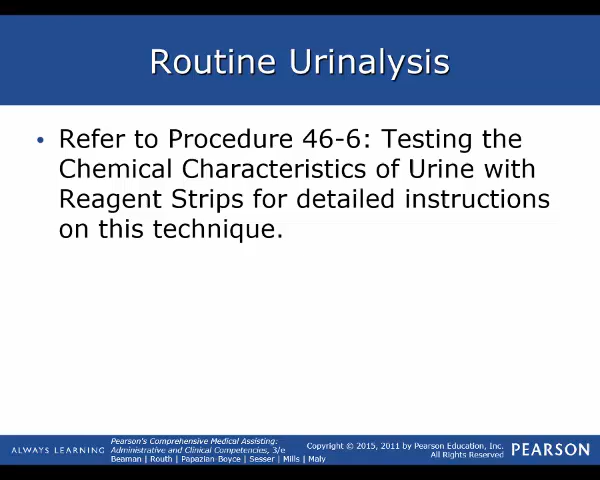 Routine Urinalysis
• Refer to Procedure 46-6: Testing the
Chemical Characteristics of Urine with
Reagent Strips for detailed instructions
on this technique.
ALWAYS LEARNING
Pearson's Comprehensive Medical Assisting:
Administrative and Clinical Competencies, 3/e
Beaman | Routh | Papazian-Boyce | Sesser | Mills | Maly
Copyright © 2015, 2011 by Pearson Education, Inc.
All Rights Reserved
PEARSON